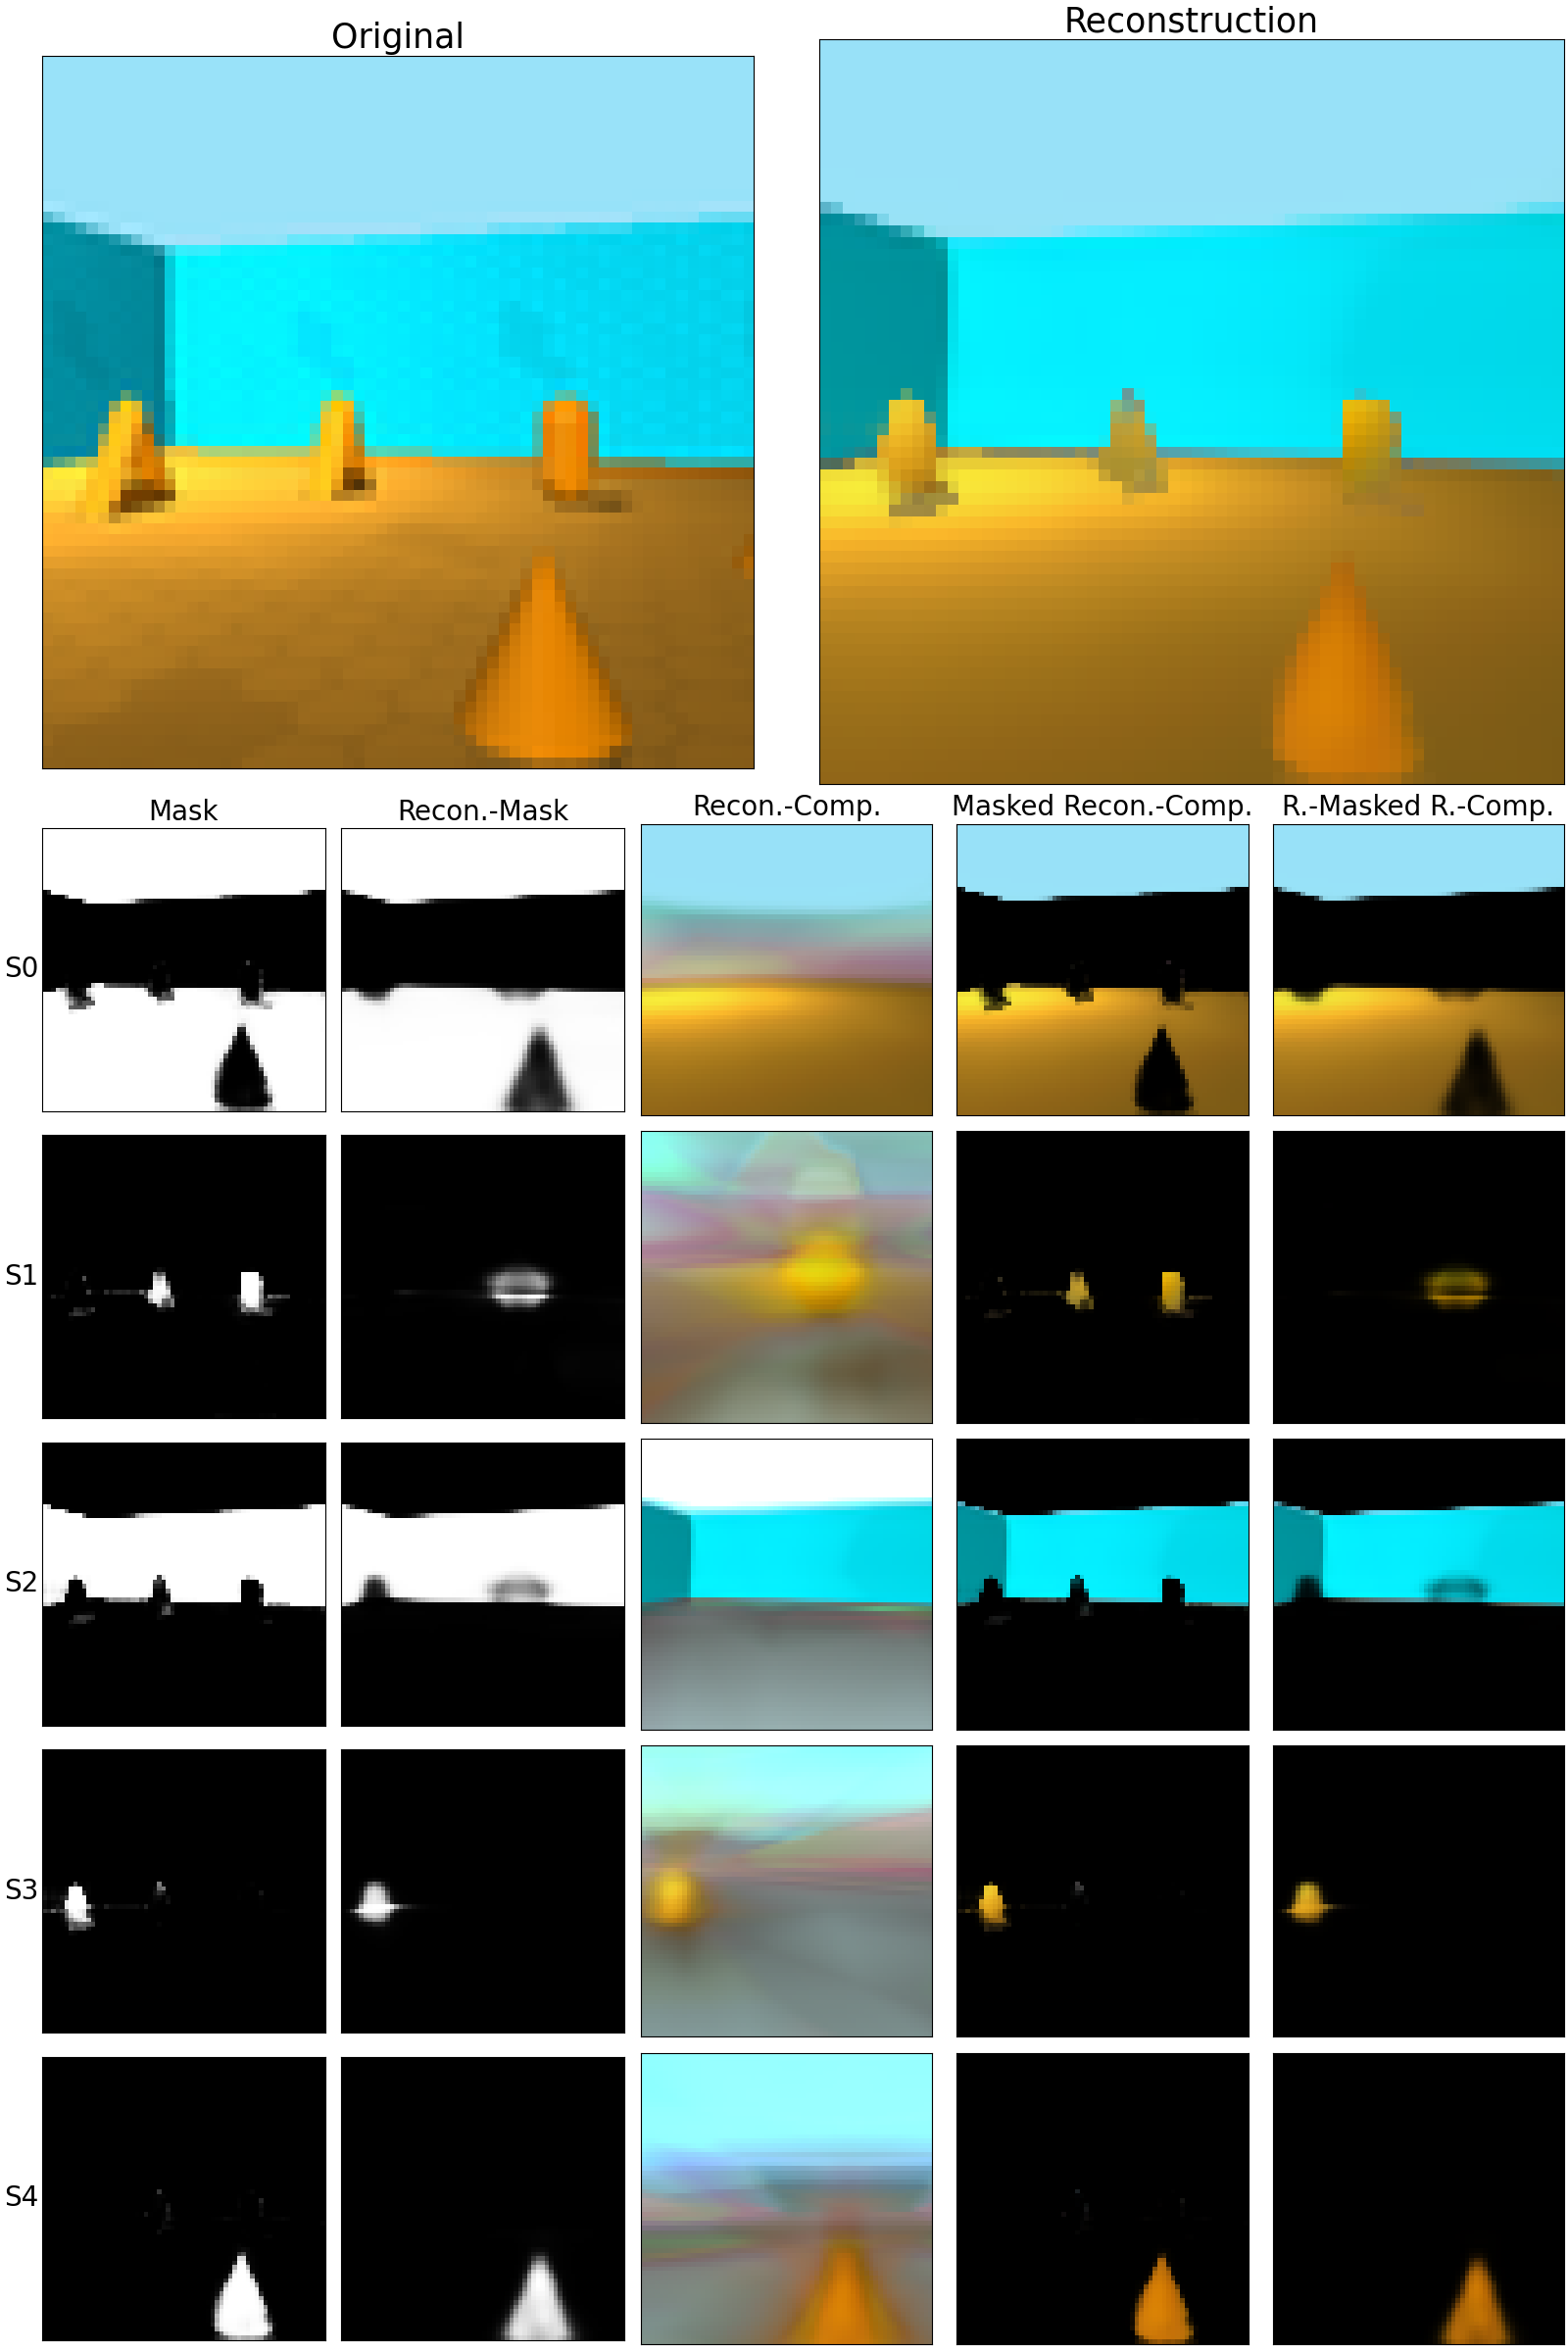 Original
Reconstruction
Mask
Recon.-Mask
Recon.-Comp.
Masked Recon.-Comp.
R.-Masked R.-Comp.
S0
S1
S2
S3
S4